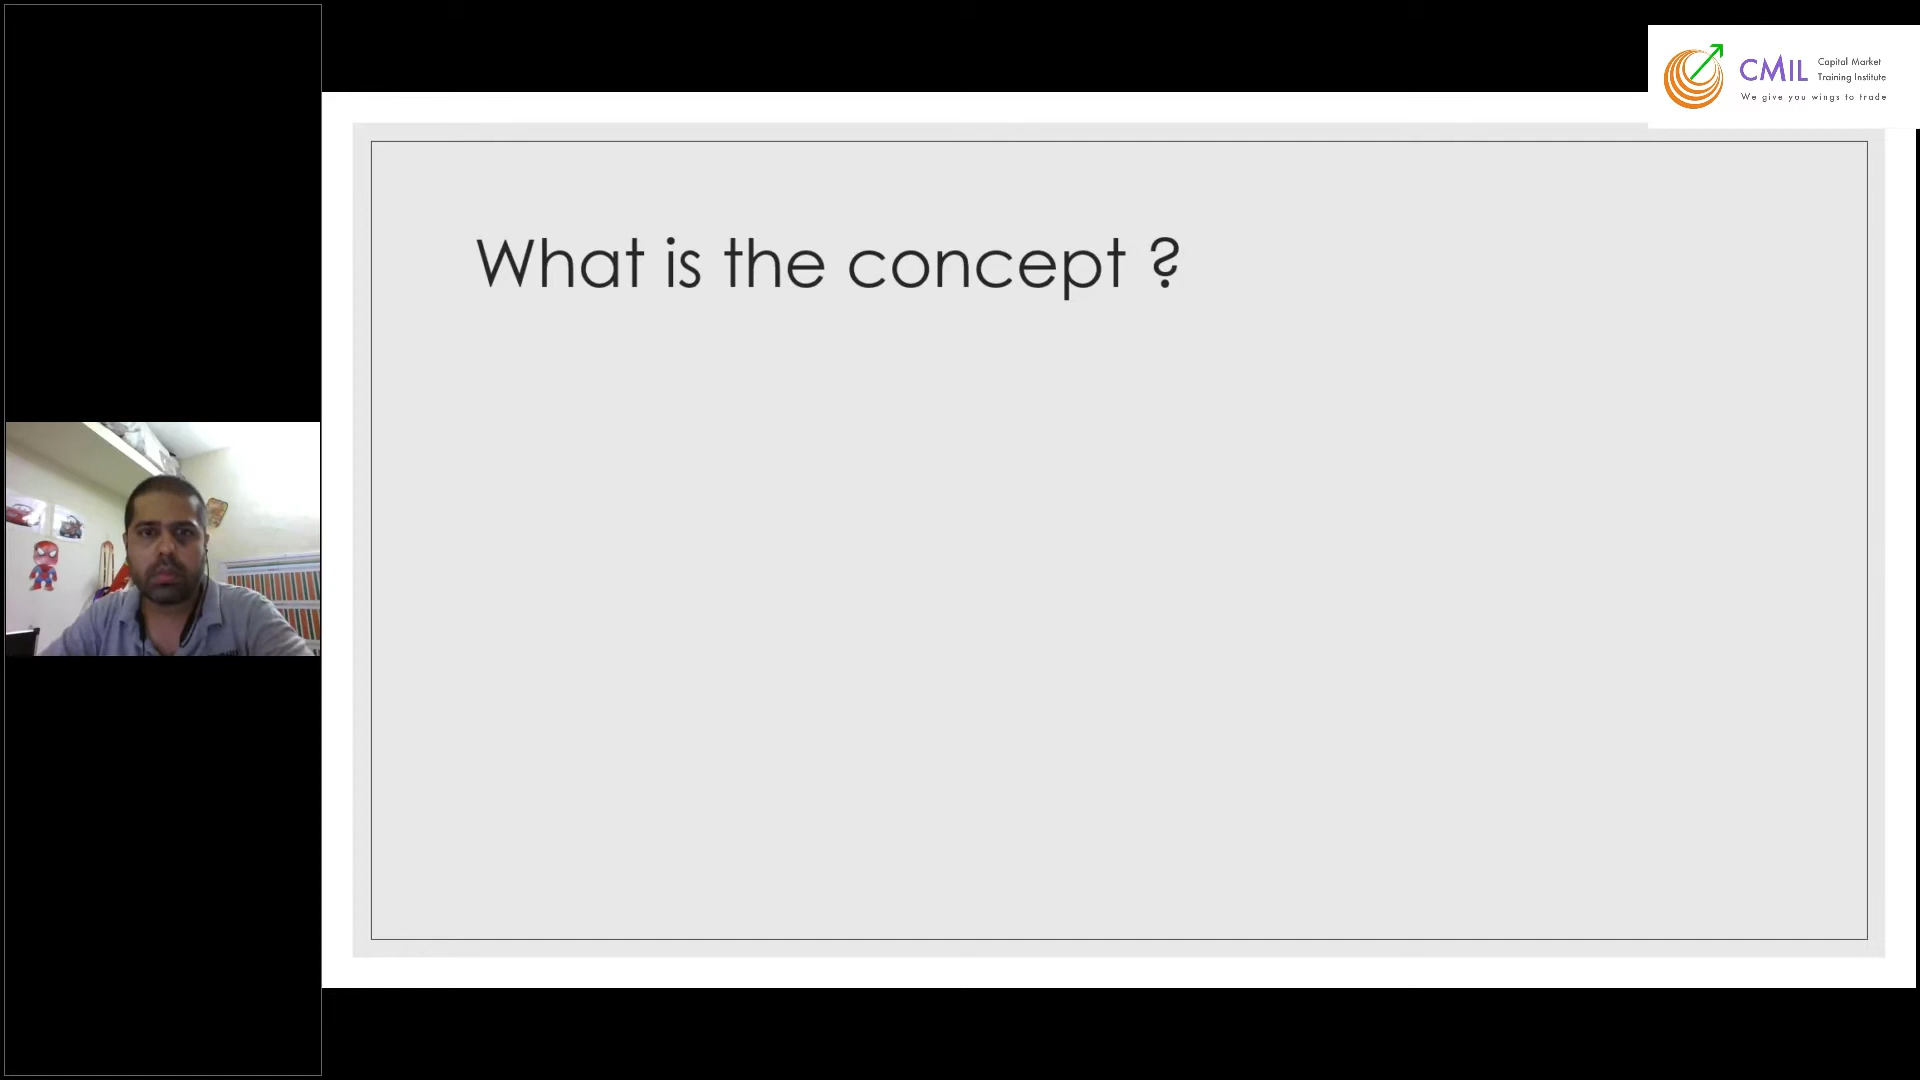 CMIL
Capital Market
Training Institute
We give you wings to trade
What is the concept ?